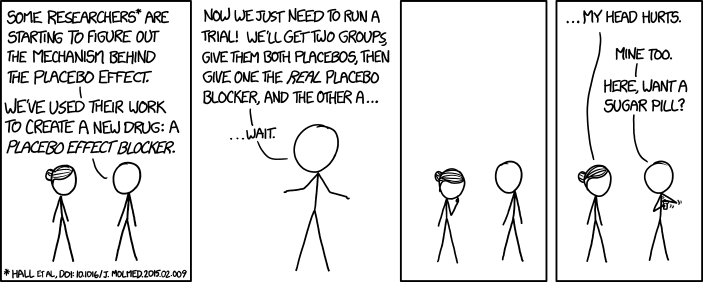 SOME RESEARCHERS* ARE
STARTING TO FIGURE OUT
THE MECHANISM BEHIND
THE PLACEBO EFFECT.
WE'VE USED THEIR WORK
TO CREATE A NEW DRUG: A
PLACEBO EFFECT BLOCKER.
* HALL ET AL, DOI: 10.1016/J.MOLMED.2015.02.009
NOW WE JUST NEED TO RUN A
TRIAL! WE'LL GET TWO GROUPS,
GIVE THEM BOTH PLACEBOS, THEN
GIVE ONE THE REAL PLACEBO
BLOCKER, AND THE OTHER A...
...WAIT.
...MY HEAD HURTS.
MINE TOO.
HERE, WANT A
SUGAR PILL?